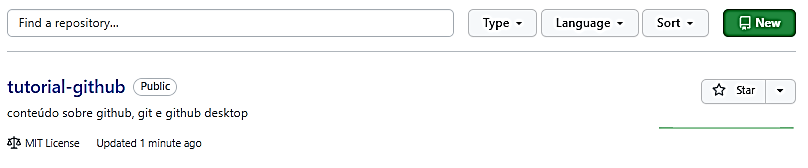 Find a repository... Type Language Sort New
tutorial-github Public Star
conteúdo sobre github, git e github desktop
MIT License Updated 1 minute ago